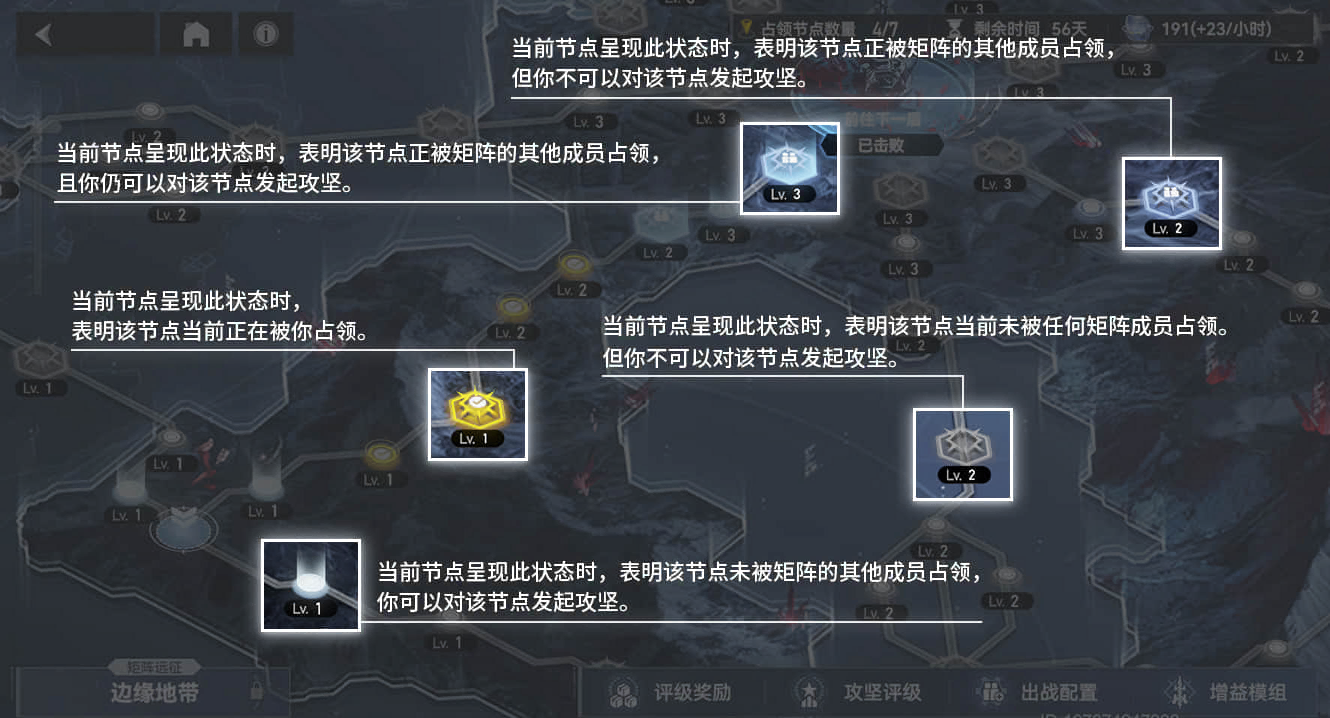 Lv. 3
占领节点数量 4/7
剩余时间 56天
191(+23/小时)
当前节点呈现此状态时，表明该节点正被矩阵的其他成员占领，
但你不可以对该节点发起攻坚。
Lv. 2
Lv. 3
Lv. 3
Lv. 3
Lv. 3
前往下一层
Lv. 2
已击败
当前节点呈现此状态时，表明该节点正被矩阵的其他成员占领，
且你仍可以对该节点发起攻坚。
Lv. 3
Lv. 3
Lv. 2
Lv. 3
Lv. 2
Lv. 3
Lv. 3
Lv. 2
Lv. 3
Lv. 2
Lv. 2
当前节点呈现此状态时，
表明该节点当前正在被你占领。
Lv. 2
Lv. 2
当前节点呈现此状态时，表明该节点当前未被任何矩阵成员占领。
但你不可以对该节点发起攻坚。
Lv. 2
Lv. 1
Lv. 1
Lv. 1
Lv. 1
Lv. 2
Lv. 1
Lv. 1
Lv. 2
当前节点呈现此状态时，表明该节点未被矩阵的其他成员占领，
你可以对该节点发起攻坚。
Lv. 1
Lv. 2
Lv. 2
Lv. 1
矩阵远征
边缘地带
评级奖励
攻坚评级
出战配置
增益模组